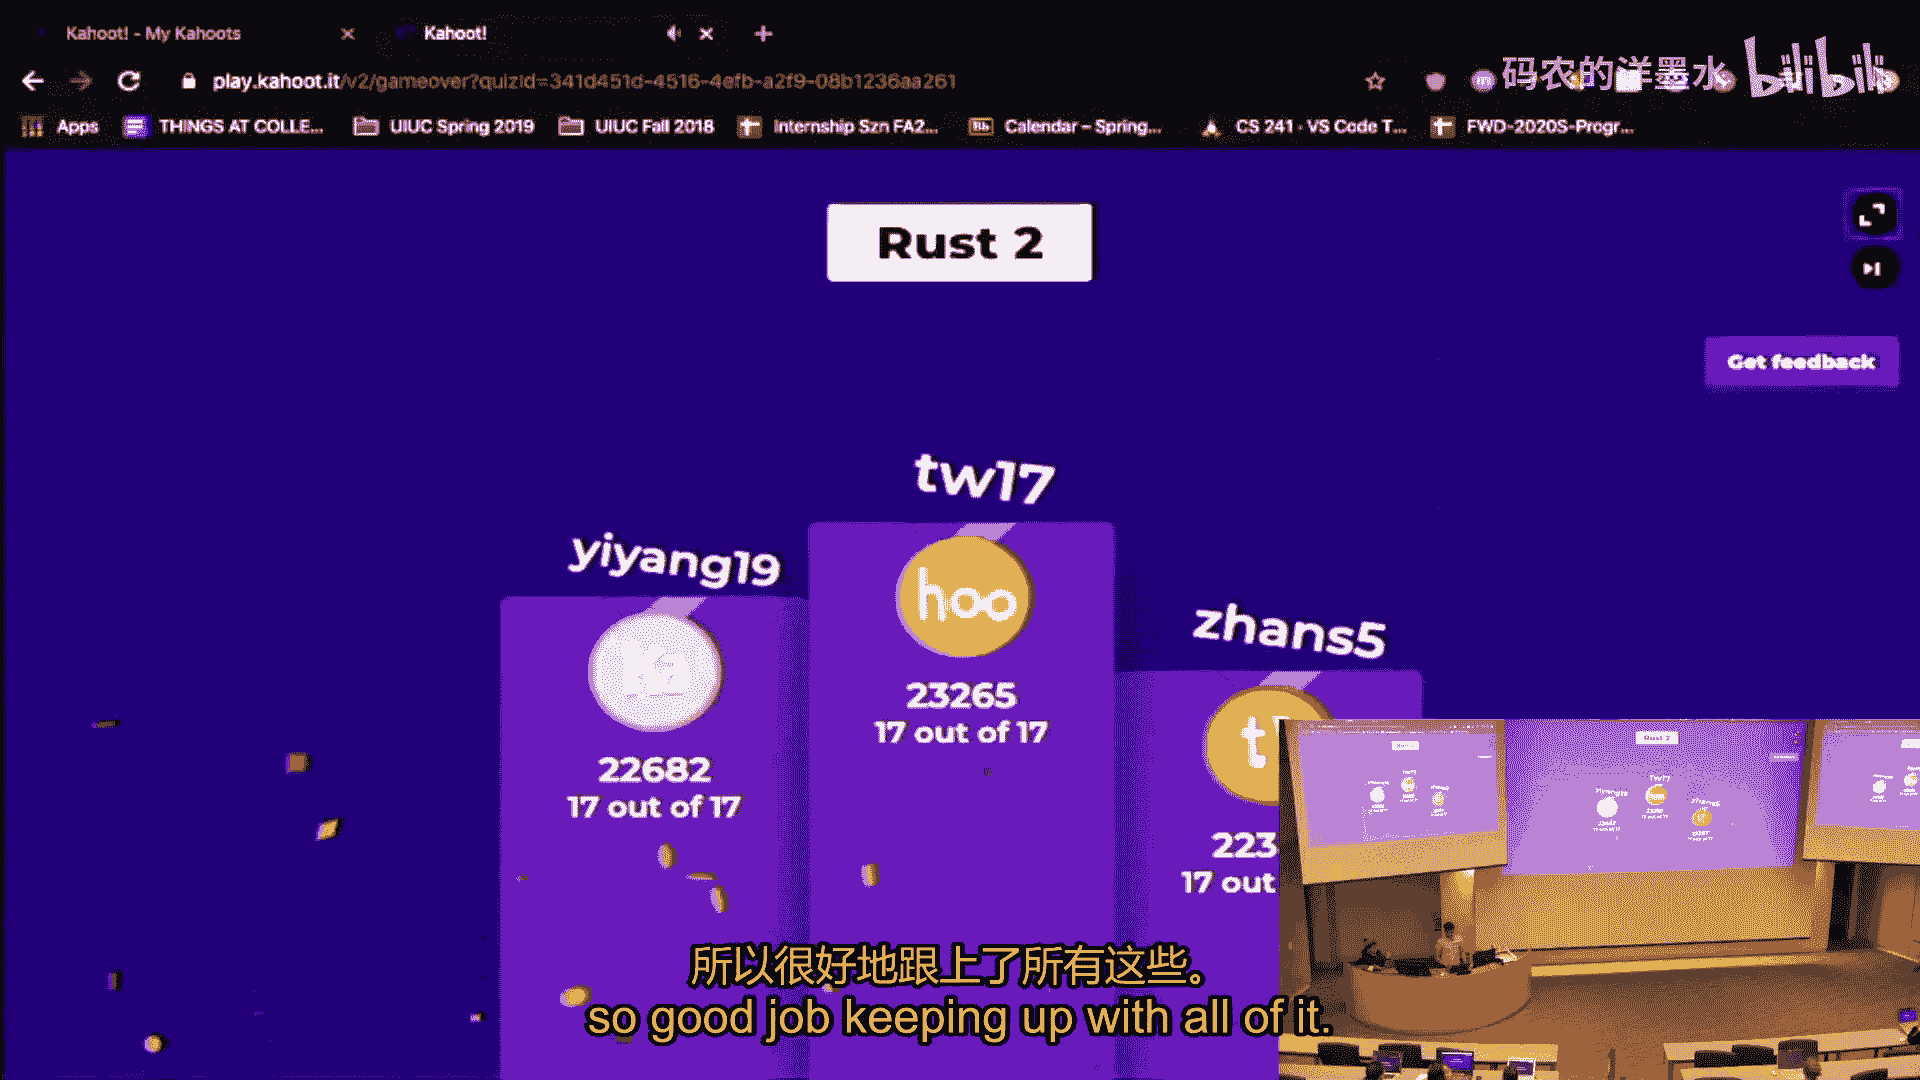 Kahoot! - My Kahoots
Kahoot!
play.kahoot.it/v2/gameover?quizid=341d451d-4516-4efb-a2f9-08b1236aa261
码农的洋墨水
bilibili
Apps
THINGS AT COLLE...
UIUC Spring 2019
UIUC Fall 2018
Internship Szn FA2...
Calendar – Spring...
CS 241 · VS Code T...
FWD-2020S-Progr...
Rust 2
Get feedback
tw17
yiyang19
zhans5
hoo
23265
17 out of 17
22682
17 out of 17
223
17 out
Rust 2
所以很好地跟上了所有这些。
so good job keeping up with all of it.